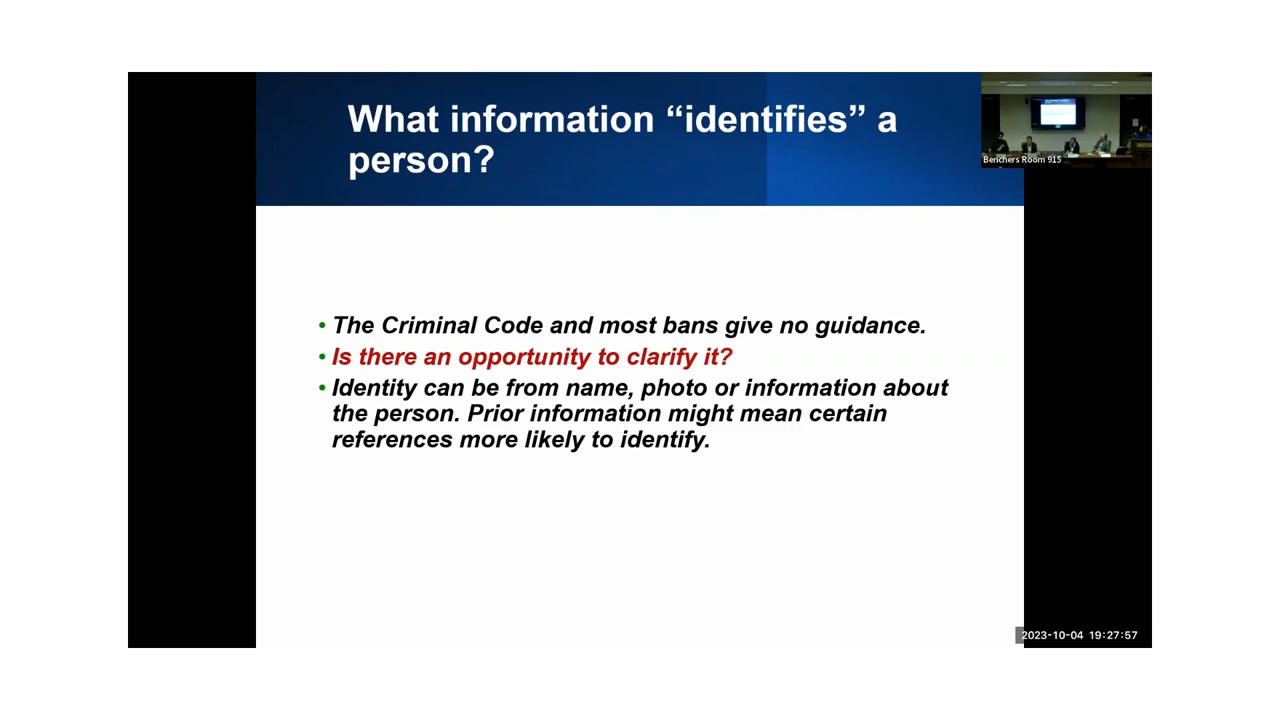 What information “identifies” a
person?
Benchers Room 915
• The Criminal Code and most bans give no guidance.
• Is there an opportunity to clarify it?
• Identity can be from name, photo or information about
the person. Prior information might mean certain
references more likely to identify.
2023-10-04 19:27:57